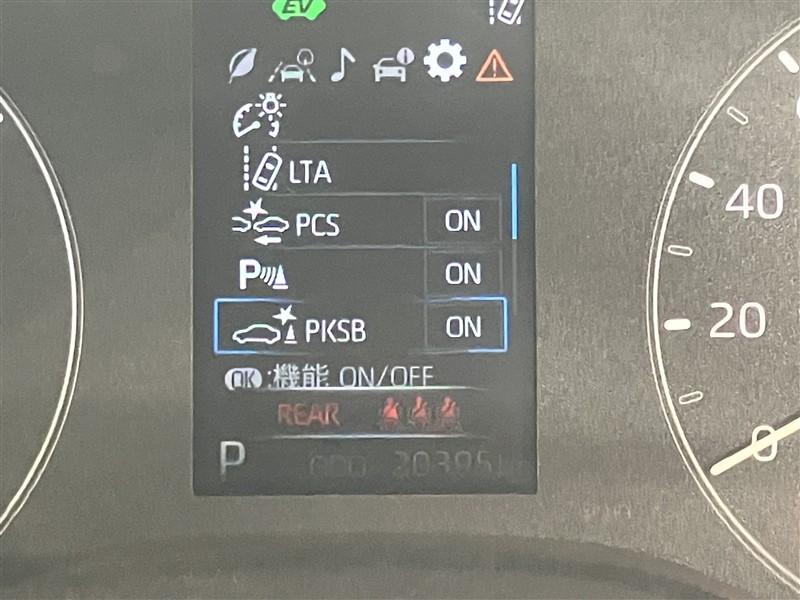 EV
LTA
PCS ON
P ON
PKSB ON
OK :機能 ON/OFF
REAR
P ODO 20395
40
20
0